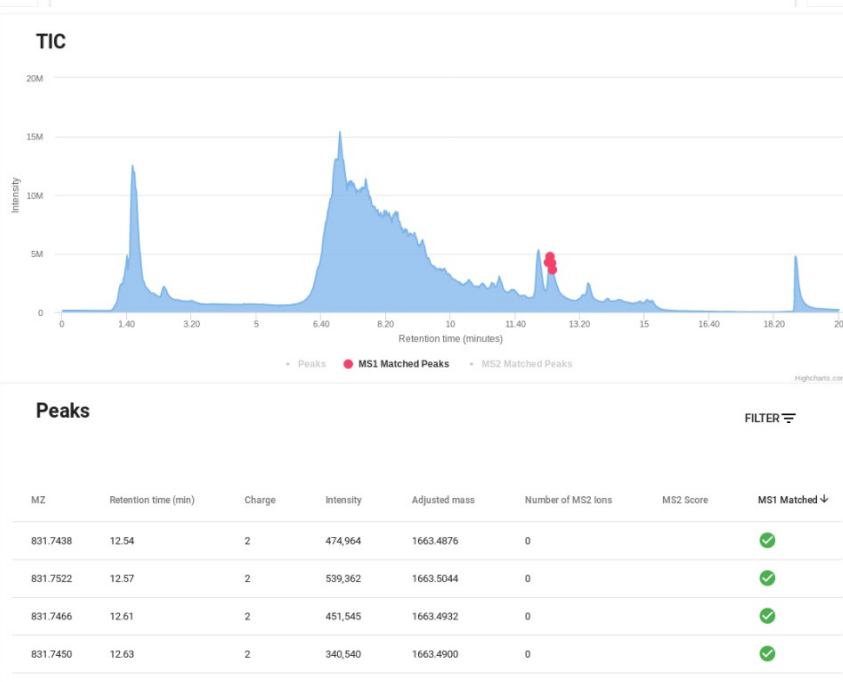 TIC
20M
15M
10M
5M
0
Intensity
0 1.40 3.20 5 6.40 8.20 10 11.40 13.20 15 16.40 18.20 20
Retention time (minutes)
Peaks MS1 Matched Peaks MS2 Matched Peaks
Highcharts.com
Peaks
FILTER
MZ Retention time (min) Charge Intensity Adjusted mass Number of MS2 Ions MS2 Score MS1 Matched
831.7438 12.54 2 474,964 1663.4876 0
831.7522 12.57 2 539,362 1663.5044 0
831.7466 12.61 2 451,545 1663.4932 0
831.7450 12.63 2 340,540 1663.4900 0